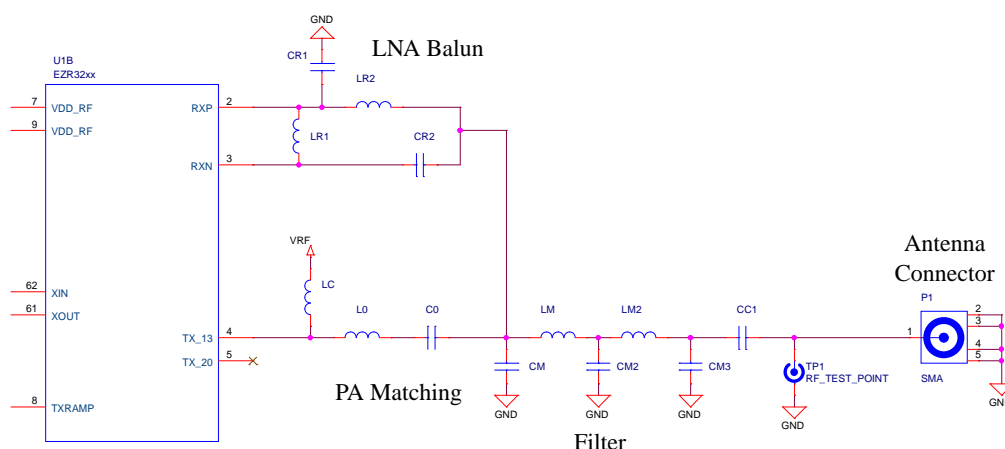 GND
LNA Balun
CR1
U1B
EZR32xx
LR2
7 VDD_RF
RXP 2
9 VDD_RF
LR1
CR2
RXN 3
VRF
Antenna
Connector
62 XIN
LC
P1
61 XOUT
L0 C0 LM LM2 CC1
2
3
TX_13 4
1
4
TX_20 5
5
CM CM2 CM3
TP1
RF_TEST_POINT
SMA
PA Matching
GND
8 TXRAMP
GND GND GND
GND
Filter